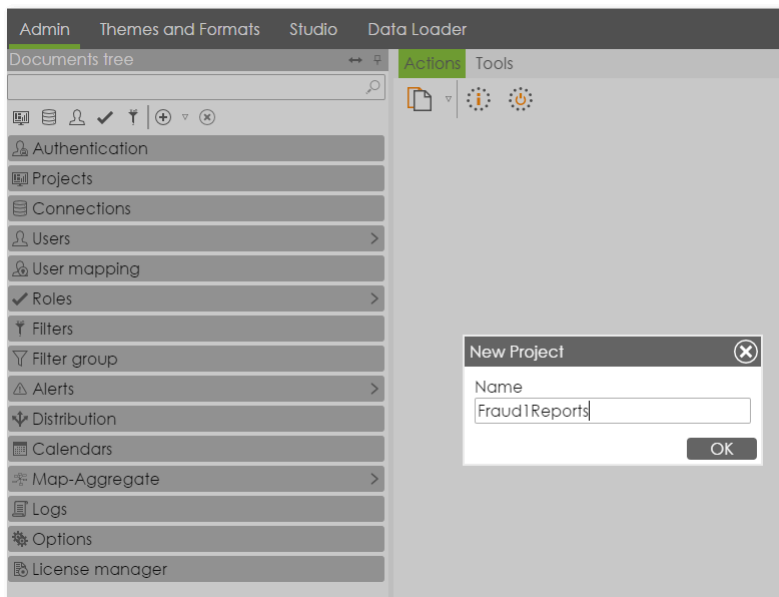 Admin Themes and Formats Studio Data Loader
Documents tree
Actions Tools
Authentication
Projects
Connections
Users
User mapping
Roles
Filters
Filter group
Alerts
Distribution
Calendars
Map-Aggregate
Logs
Options
License manager
New Project
Name
Fraud1Reports
OK